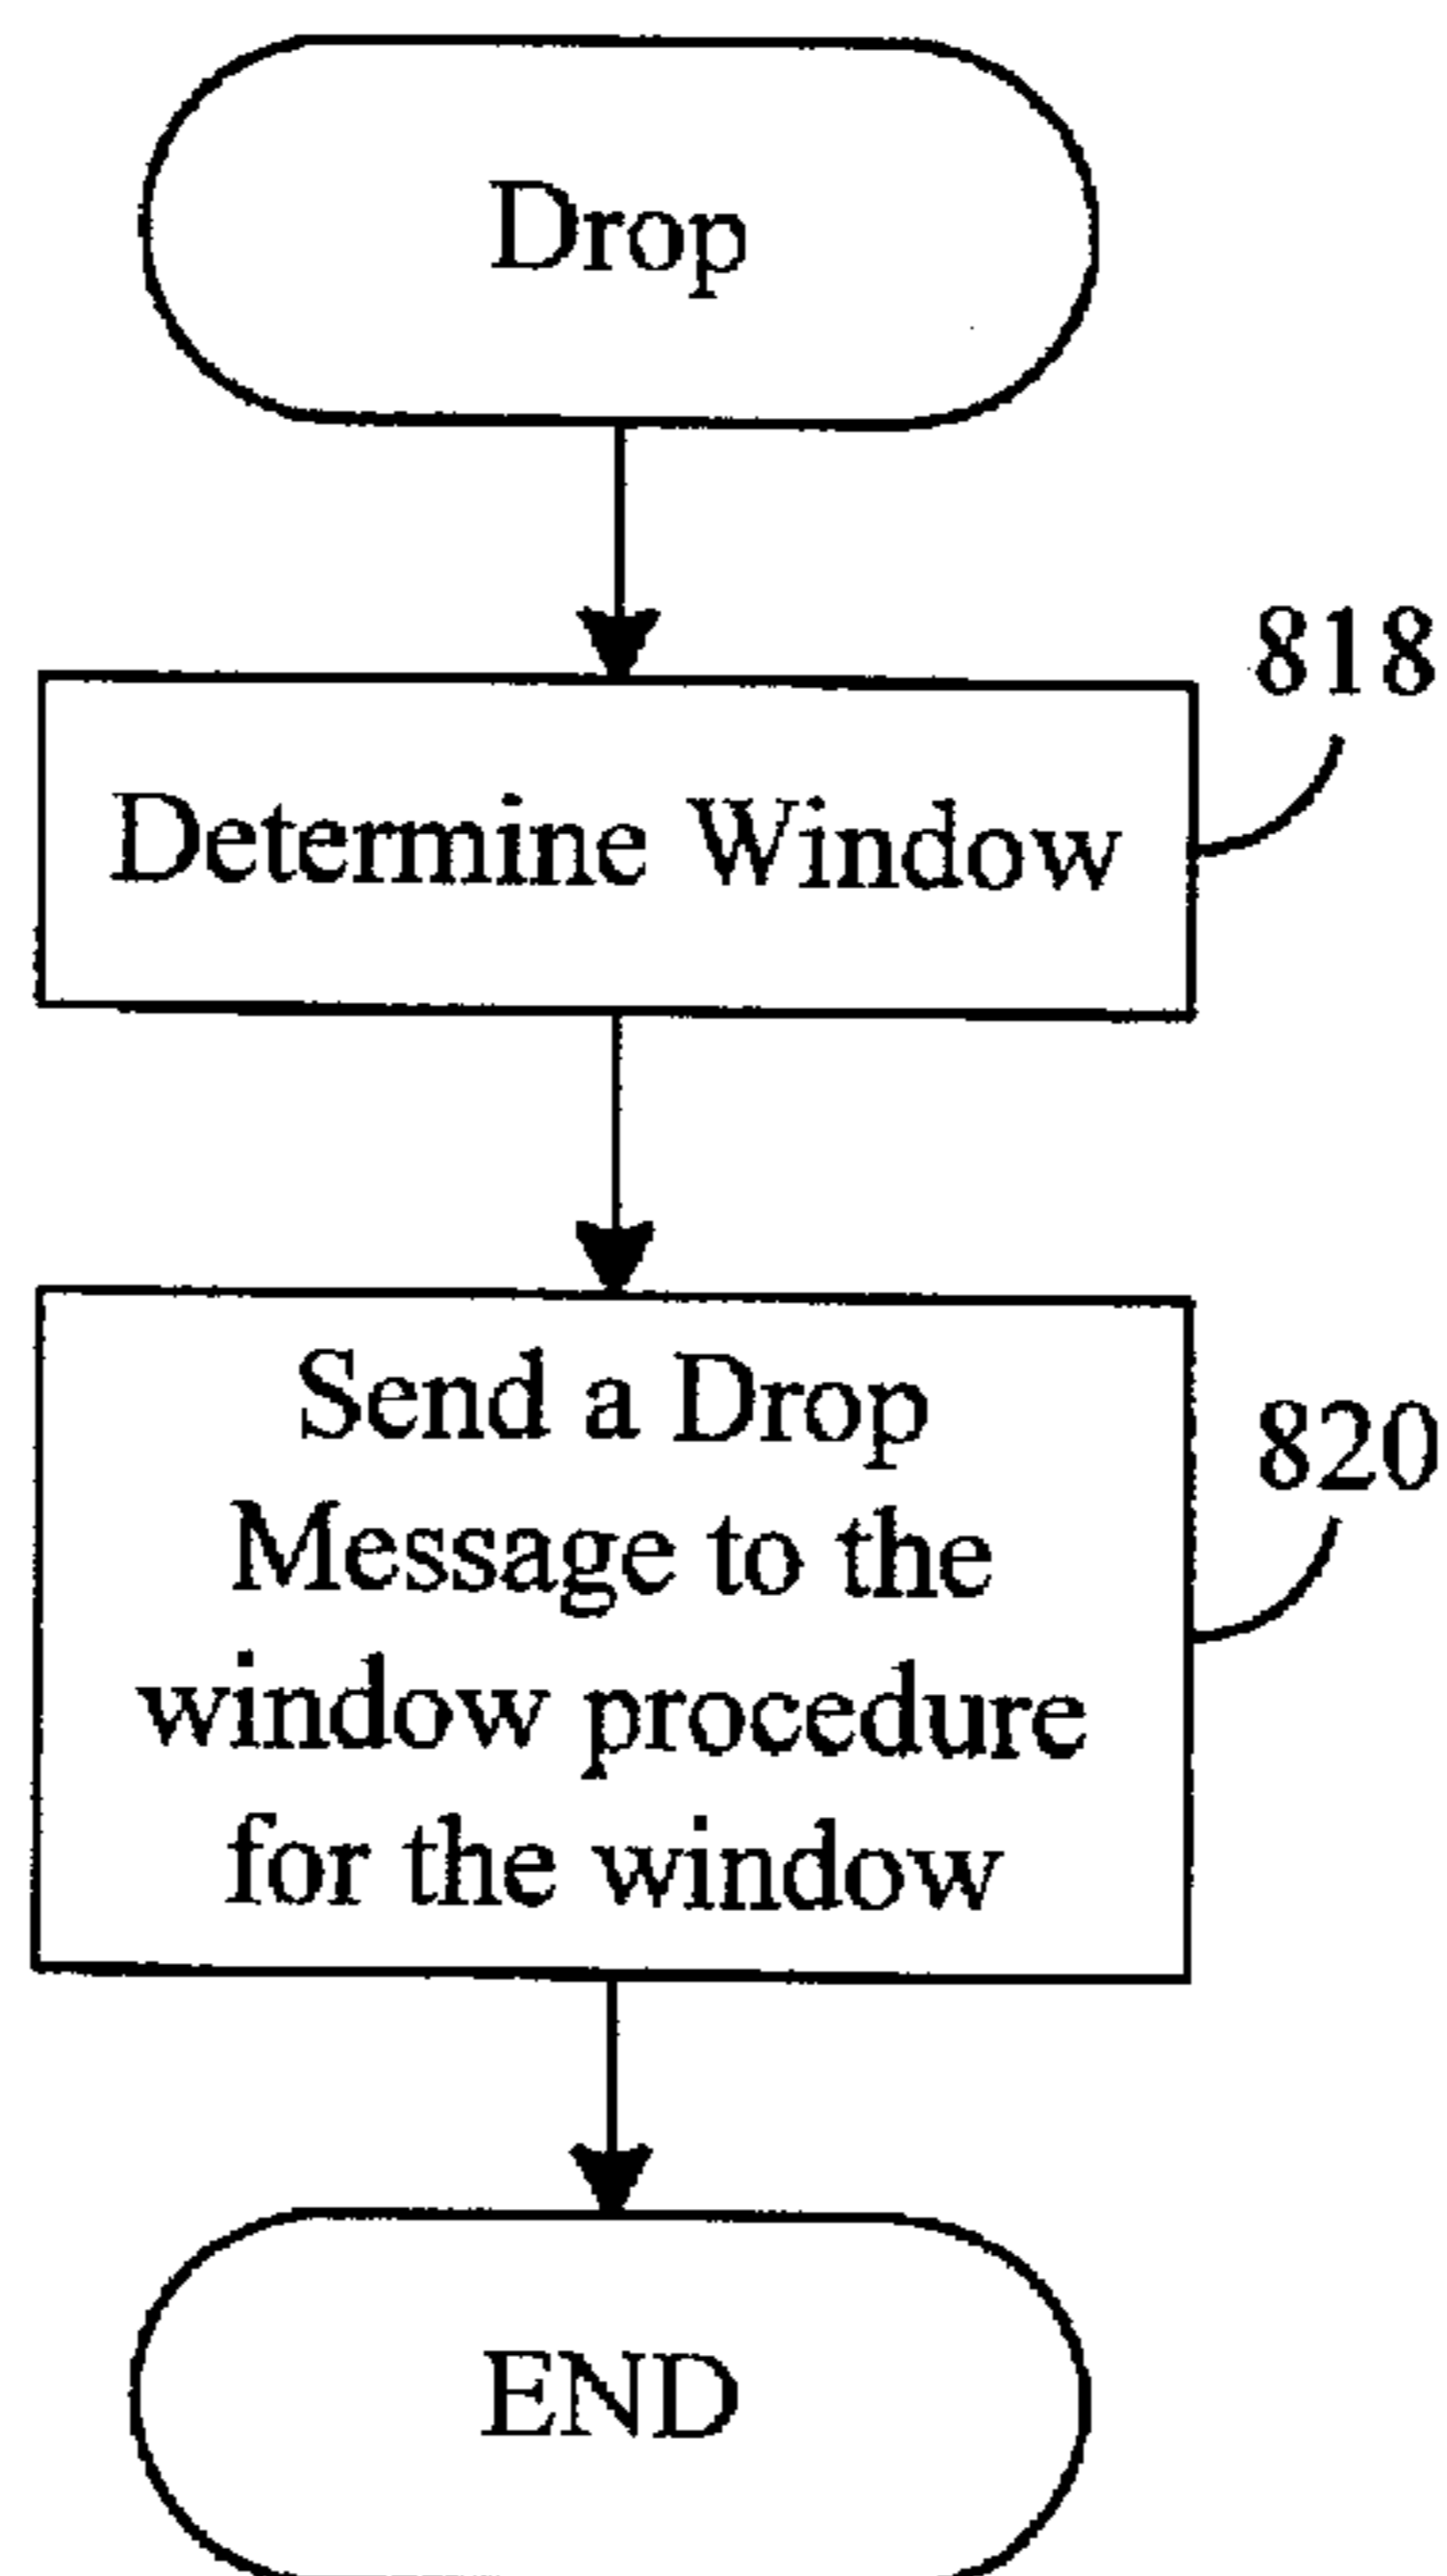 Drop
818
Determine Window
820
Send a Drop
Message to the
window procedure
for the window
END